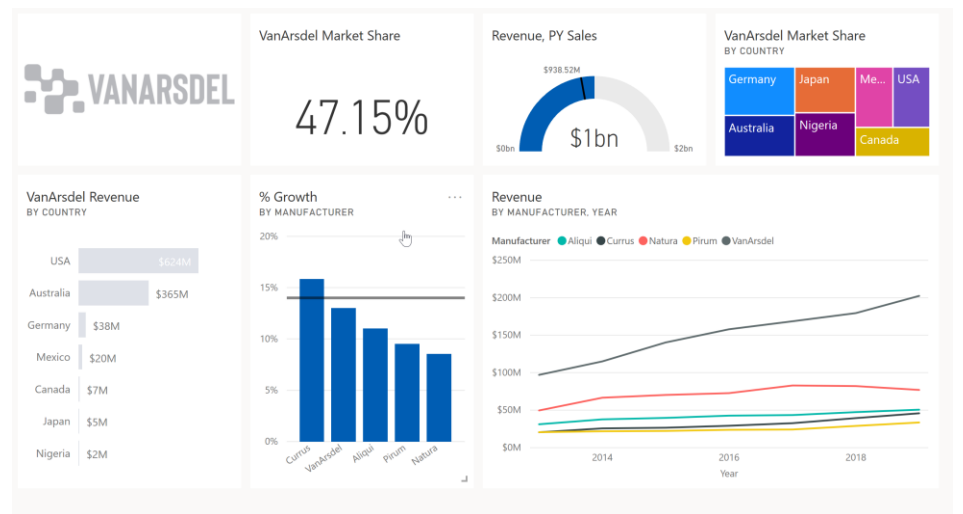 VANARSDEL
VanArsdel Market Share
47.15%
Revenue, PY Sales
$938.52M
$1bn
$0bn
$2bn
VanArsdel Market Share
BY COUNTRY
Germany
Japan
Me...
USA
Australia
Nigeria
Canada
VanArsdel Revenue
BY COUNTRY
USA $624M
Australia $365M
Germany $38M
Mexico $20M
Canada $7M
Japan $5M
Nigeria $2M
% Growth
...
BY MANUFACTURER
20%
15%
10%
5%
0%
Currus VanArsdel Aliqui Pirum Natura
Revenue
BY MANUFACTURER, YEAR
Manufacturer Aliqui Currus Natura Pirum VanArsdel
$250M
$200M
$150M
$100M
$50M
$0M
2014 2016 2018
Year